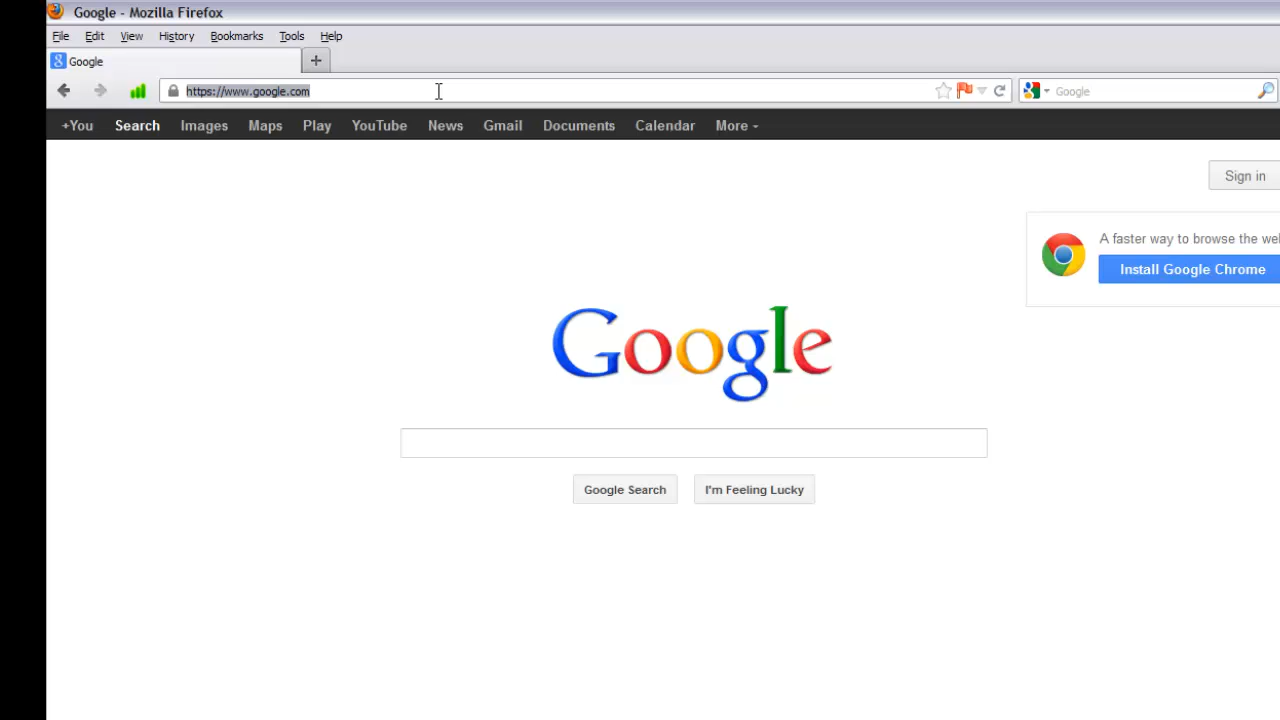 Google - Mozilla Firefox
File Edit View History Bookmarks Tools Help
Google +
https://www.google.com Google
+You Search Images Maps Play YouTube News Gmail Documents Calendar More
Sign in
A faster way to browse the we
Install Google Chrome
Google
Google Search I'm Feeling Lucky